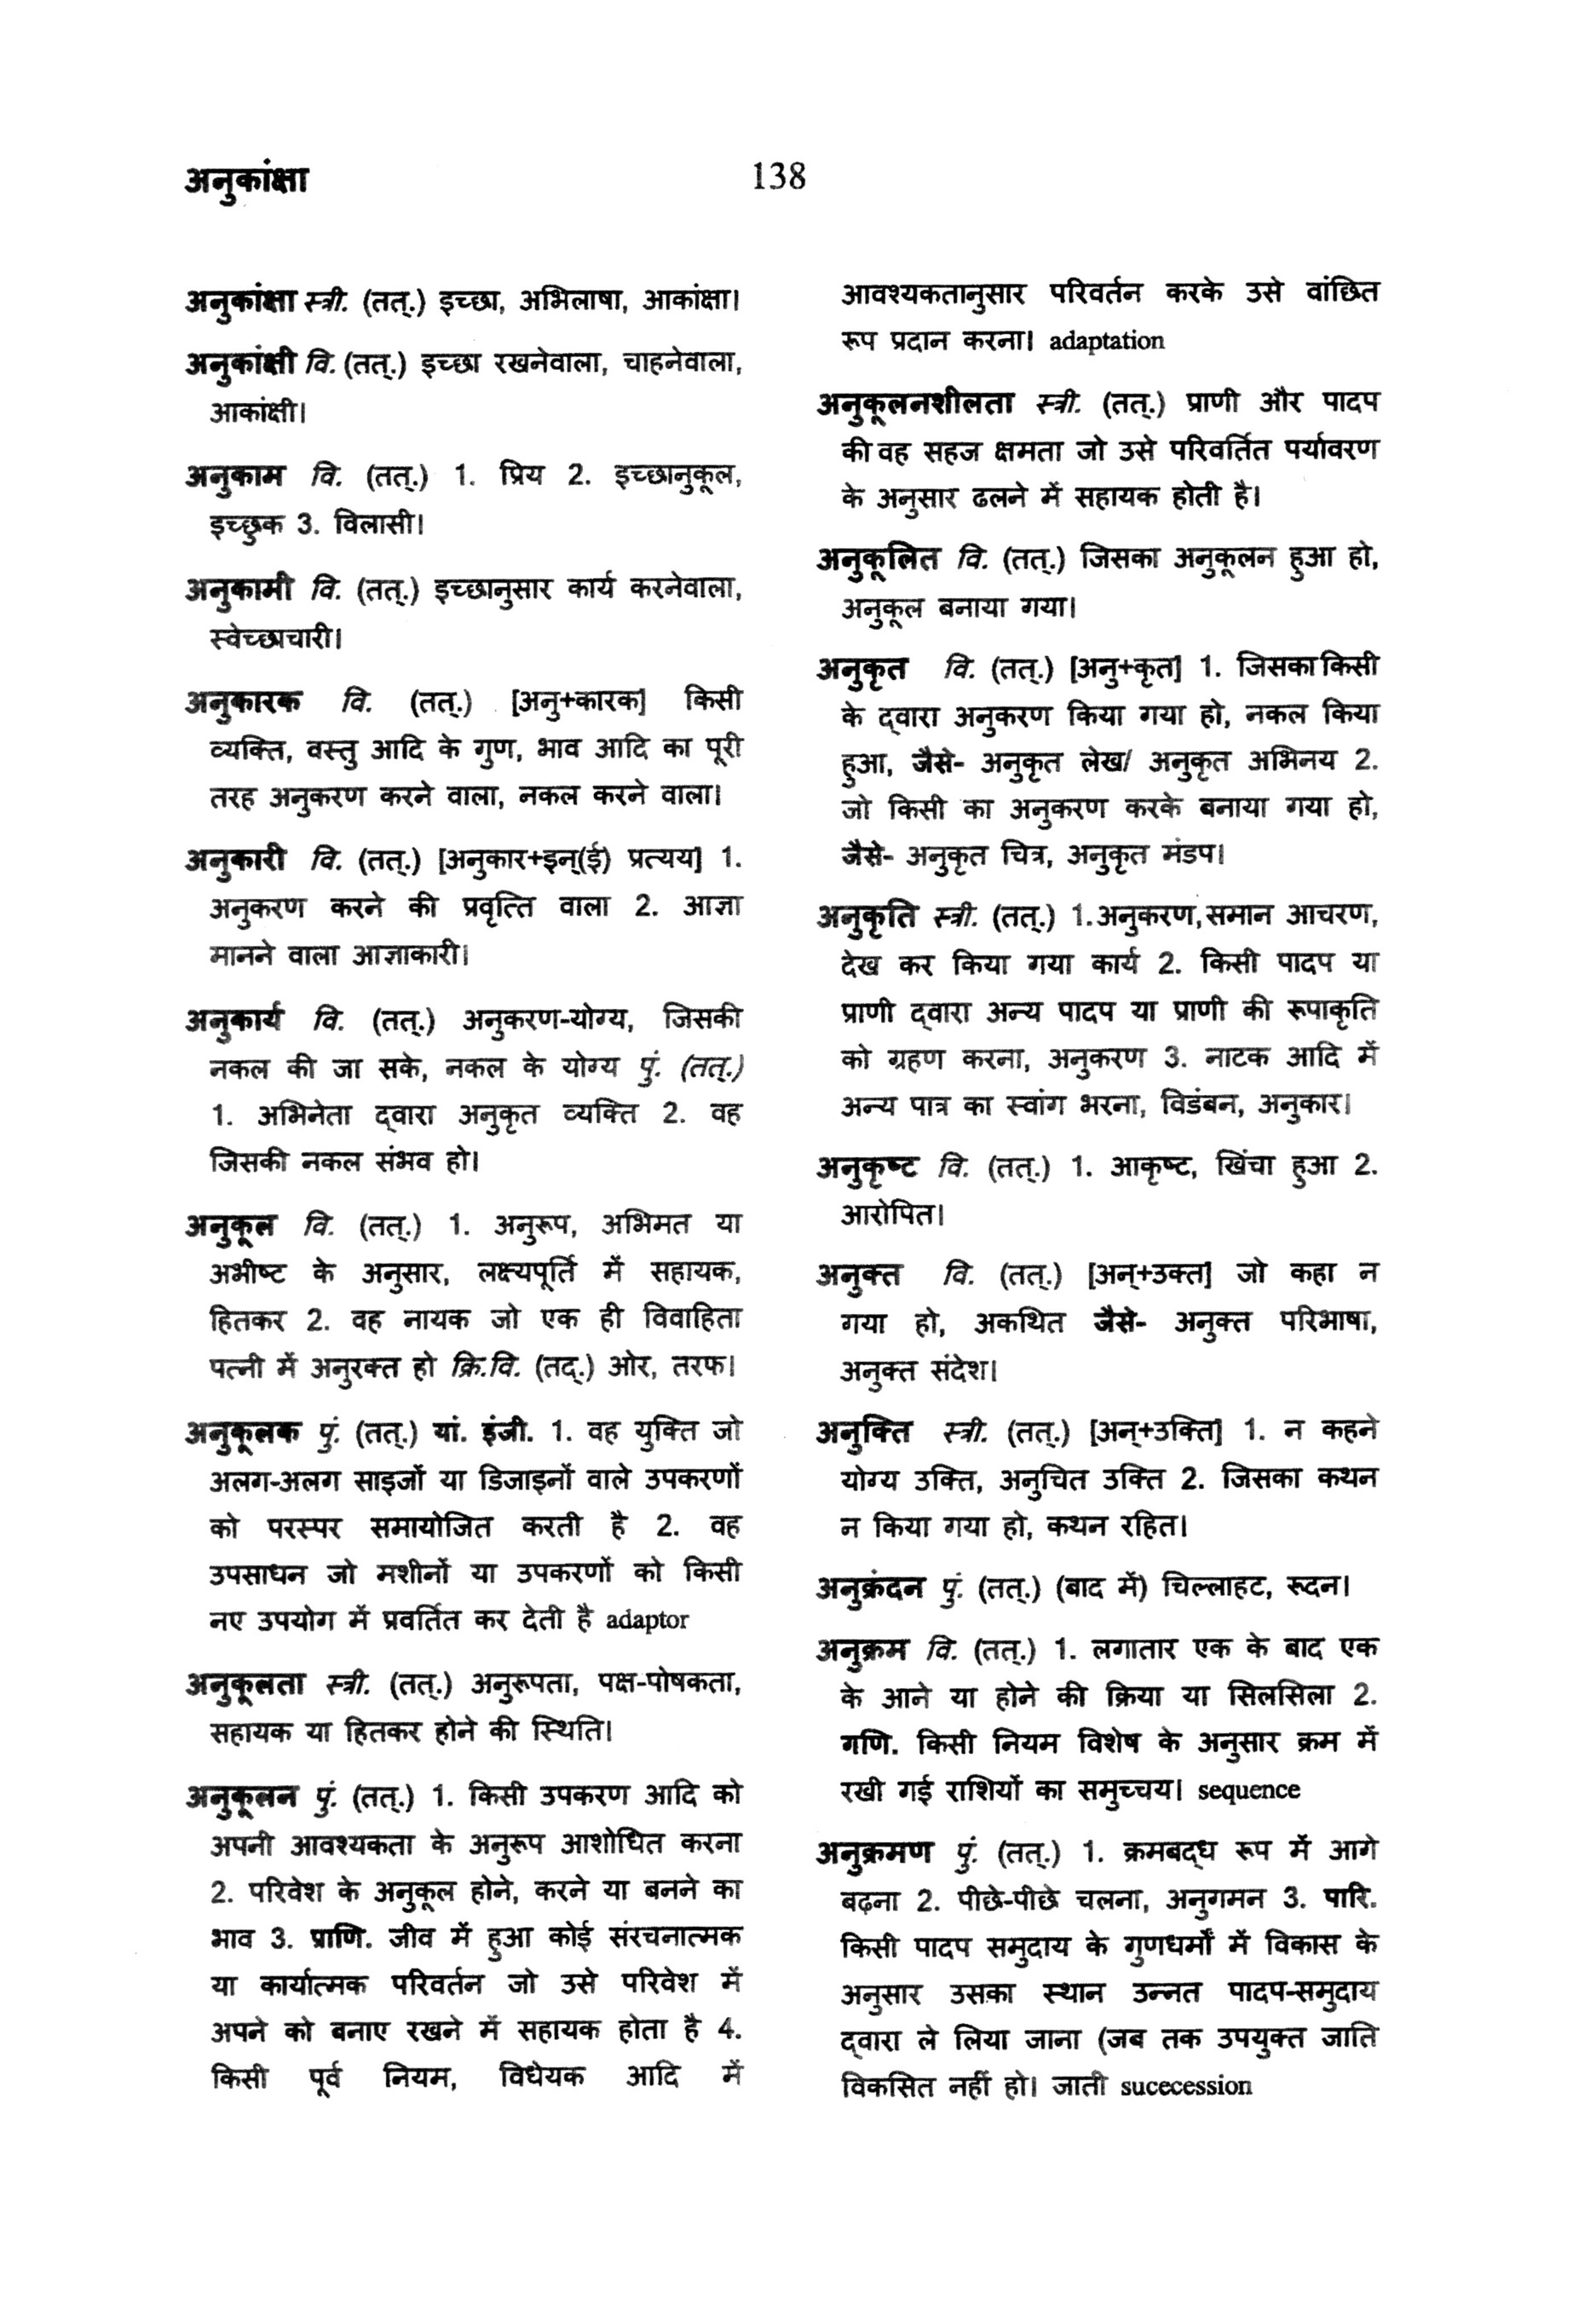 अनुकांक्षा
138
अनुकांक्षा स्त्री. (तत्.) इच्छा, अभिलाषा, आकांक्षा।
अनुकांक्षी वि. (तत्.) इच्छा रखनेवाला, चाहनेवाला,
आकांक्षी।
अनुकाम वि. (तत्.) 1. प्रिय 2. इच्छानुकूल,
इच्छुक 3. विलासी।
अनुकामी वि. (तत्.) इच्छानुसार कार्य करनेवाला,
स्वेच्छाचारी।
अनुकारक वि. (तत्.) [अनु+कारक] किसी
व्यक्ति, वस्तु आदि के गुण, भाव आदि का पूरी
तरह अनुकरण करने वाला, नकल करने वाला।
अनुकारी वि. (तत्.) [अनुकार+इन्(ई) प्रत्यय] 1.
अनुकरण करने की प्रवृत्ति वाला 2. आज्ञा
मानने वाला आज्ञाकारी।
अनुकार्य वि. (तत्.) अनुकरण-योग्य, जिसकी
नकल की जा सके, नकल के योग्य पुं. (तत्.)
1. अभिनेता द्वारा अनुकृत व्यक्ति 2. वह
जिसकी नकल संभव हो।
अनुकूल वि. (तत्.) 1. अनुरूप, अभिमत या
अभीष्ट के अनुसार, लक्ष्यपूर्ति में सहायक,
हितकर 2. वह नायक जो एक ही विवाहिता
पत्नी में अनुरक्त हो क्रि.वि. (तद्.) ओर, तरफ।
अनुकूलक पुं. (तत्.) यां. इंजी. 1. वह युक्ति जो
अलग-अलग साइजों या डिजाइनों वाले उपकरणों
को परस्पर समायोजित करती है 2. वह
उपसाधन जो मशीनों या उपकरणों को किसी
नए उपयोग में प्रवर्तित कर देती है adaptor
अनुकूलता स्त्री. (तत्.) अनुरूपता, पक्ष-पोषकता,
सहायक या हितकर होने की स्थिति।
अनुकूलन पुं. (तत्.) 1. किसी उपकरण आदि को
अपनी आवश्यकता के अनुरूप आशोधित करना
2. परिवेश के अनुकूल होने, करने या बनने का
भाव 3. प्राणि. जीव में हुआ कोई संरचनात्मक
या कार्यात्मक परिवर्तन जो उसे परिवेश में
अपने को बनाए रखने में सहायक होता है 4.
किसी पूर्व नियम, विधेयक आदि में
आवश्यकतानुसार परिवर्तन करके उसे वांछित
रूप प्रदान करना। adaptation
अनुकूलनशीलता स्त्री. (तत्.) प्राणी और पादप
की वह सहज क्षमता जो उसे परिवर्तित पर्यावरण
के अनुसार ढलने में सहायक होती है।
अनुकूलित वि. (तत्.) जिसका अनुकूलन हुआ हो,
अनुकूल बनाया गया।
अनुकृत वि. (तत्.) [अनु+कृत] 1. जिसका किसी
के द्वारा अनुकरण किया गया हो, नकल किया
हुआ, जैसे- अनुकृत लेख/ अनुकृत अभिनय 2.
जो किसी का अनुकरण करके बनाया गया हो,
जैसे- अनुकृत चित्र, अनुकृत मंडप।
अनुकृति स्त्री. (तत्.) 1.अनुकरण,समान आचरण,
देख कर किया गया कार्य 2. किसी पादप या
प्राणी द्वारा अन्य पादप या प्राणी की रूपाकृति
को ग्रहण करना, अनुकरण 3. नाटक आदि में
अन्य पात्र का स्वांग भरना, विडंबन, अनुकार।
अनुकृष्ट वि. (तत्.) 1. आकृष्ट, खिंचा हुआ 2.
आरोपित।
अनुक्त वि. (तत्.) [अन्+उक्त] जो कहा न
गया हो, अकथित जैसे- अनुक्त परिभाषा,
अनुक्त संदेश।
अनुक्ति स्त्री. (तत्.) [अन्+उक्ति] 1. न कहने
योग्य उक्ति, अनुचित उक्ति 2. जिसका कथन
न किया गया हो, कथन रहित।
अनुक्रंदन पुं. (तत्.) (बाद में) चिल्लाहट, रूदन।
अनुक्रम वि. (तत्.) 1. लगातार एक के बाद एक
के आने या होने की क्रिया या सिलसिला 2.
गणि. किसी नियम विशेष के अनुसार क्रम में
रखी गई राशियों का समुच्चय। sequence
अनुक्रमण पुं. (तत्.) 1. क्रमबद्ध रूप में आगे
बढ़ना 2. पीछे-पीछे चलना, अनुगमन 3. पारि.
किसी पादप समुदाय के गुणधर्मों में विकास के
अनुसार उसका स्थान उन्नत पादप-समुदाय
द्वारा ले लिया जाना (जब तक उपयुक्त जाति
विकसित नहीं हो। जाती sucecession